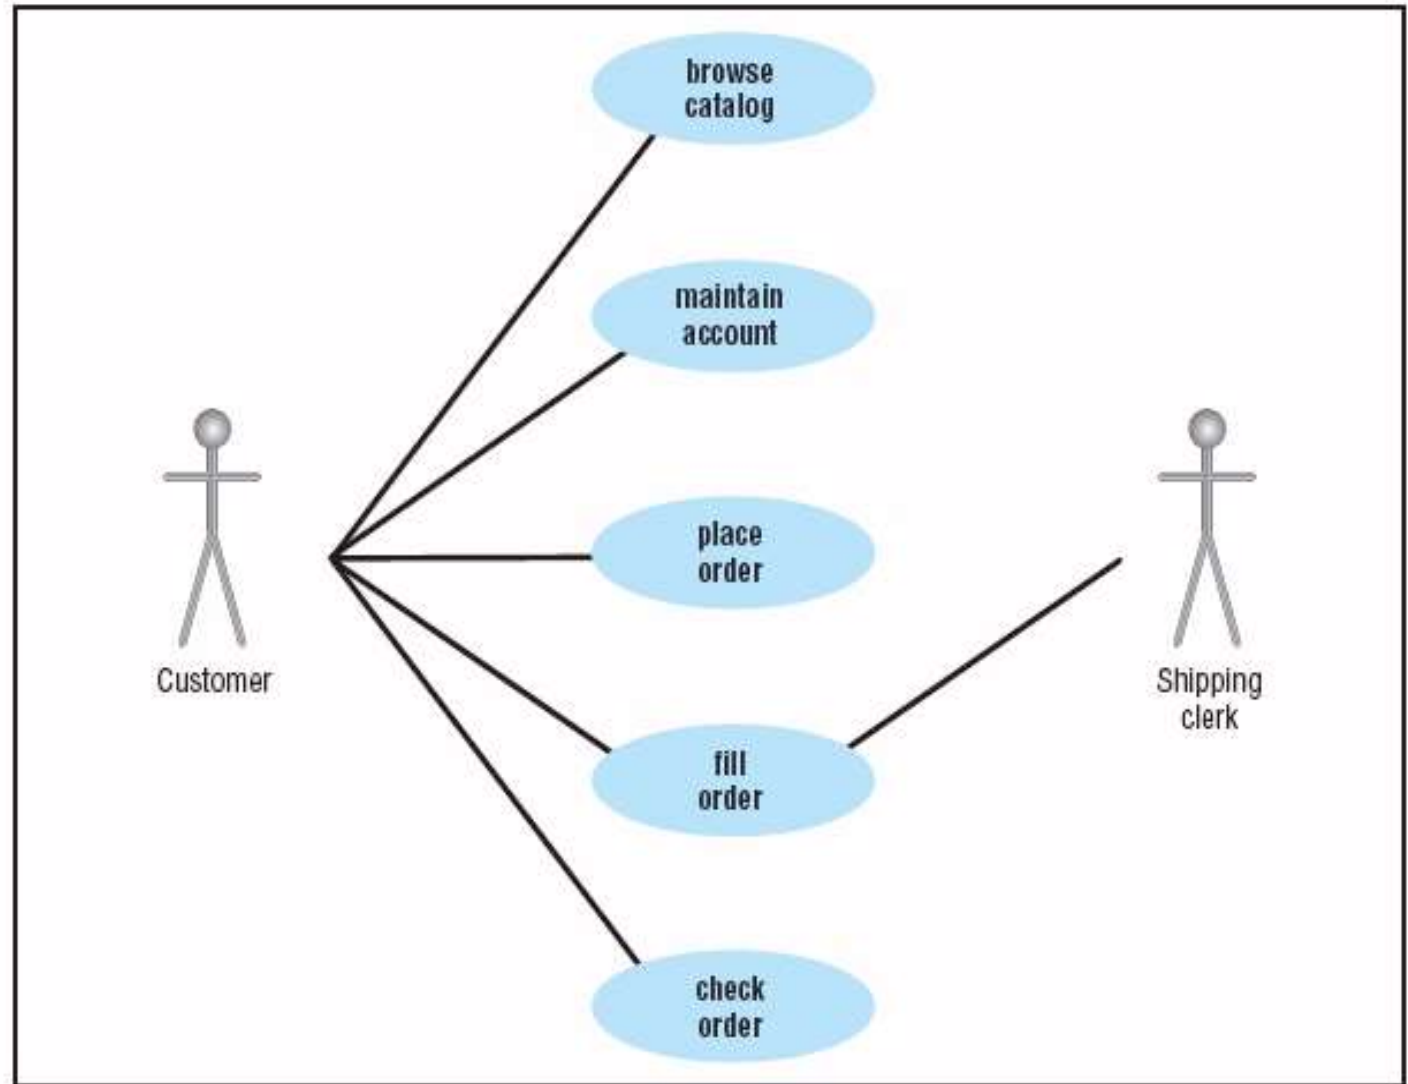 browse
catalog
maintain
account
place
order
Customer
Shipping
clerk
fill
order
check
order